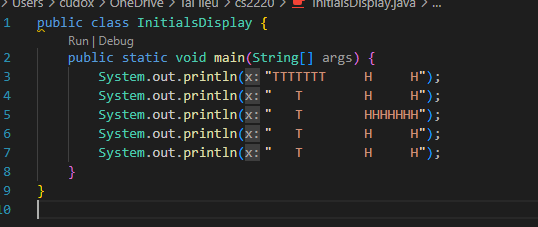 > Users > cudox > OneDrive > Tài liệu > cs2220 > InitialsDisplay.java > ...
1 public class InitialsDisplay {
Run | Debug
2     public static void main(String[] args) {
3         System.out.println(x: "TTTTTTT     H     H");
4         System.out.println(x: "   T        H     H");
5         System.out.println(x: "   T        HHHHHHH");
6         System.out.println(x: "   T        H     H");
7         System.out.println(x: "   T        H     H");
8     }
9 }
10